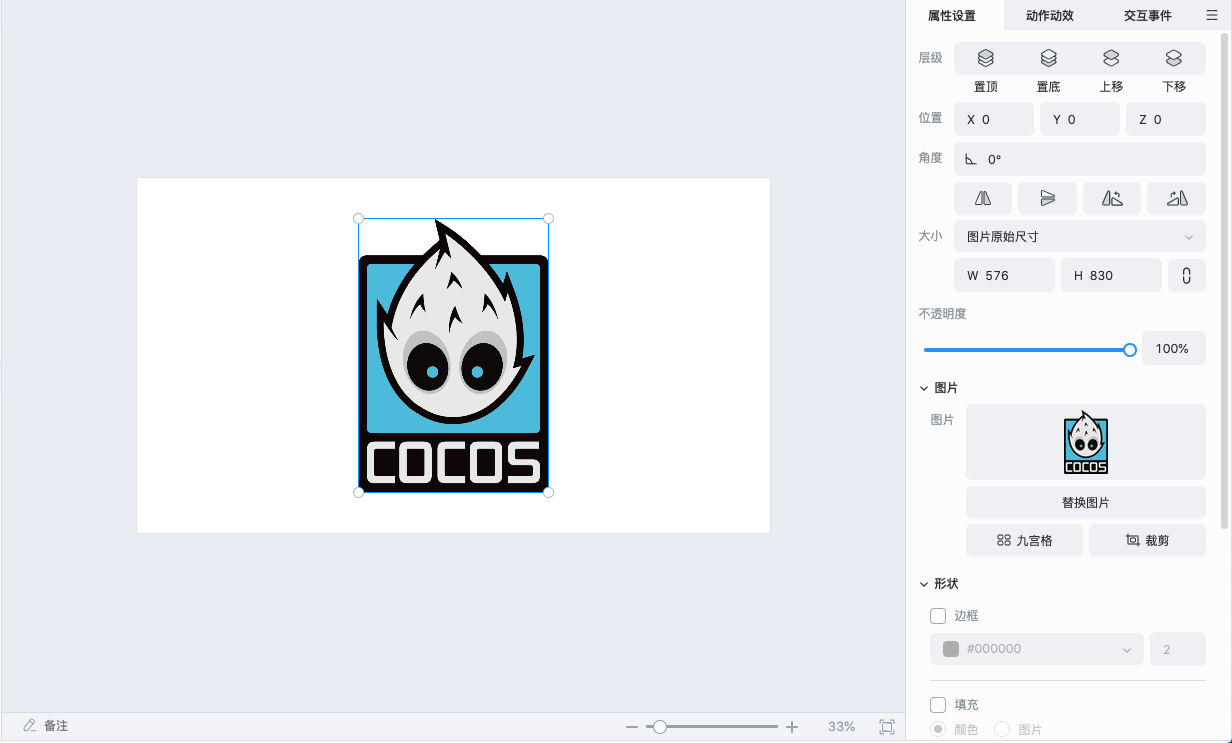 属性设置 动作动效 交互事件
层级
置顶 置底 上移 下移
位置 X 0 Y 0 Z 0
角度 0°
大小 图片原始尺寸
W 576 H 830
不透明度
100%
图片
图片
COCOS
替换图片
九宫格 裁剪
形状
边框
#000000 2
填充
颜色 图片
COCOS
备注 33%